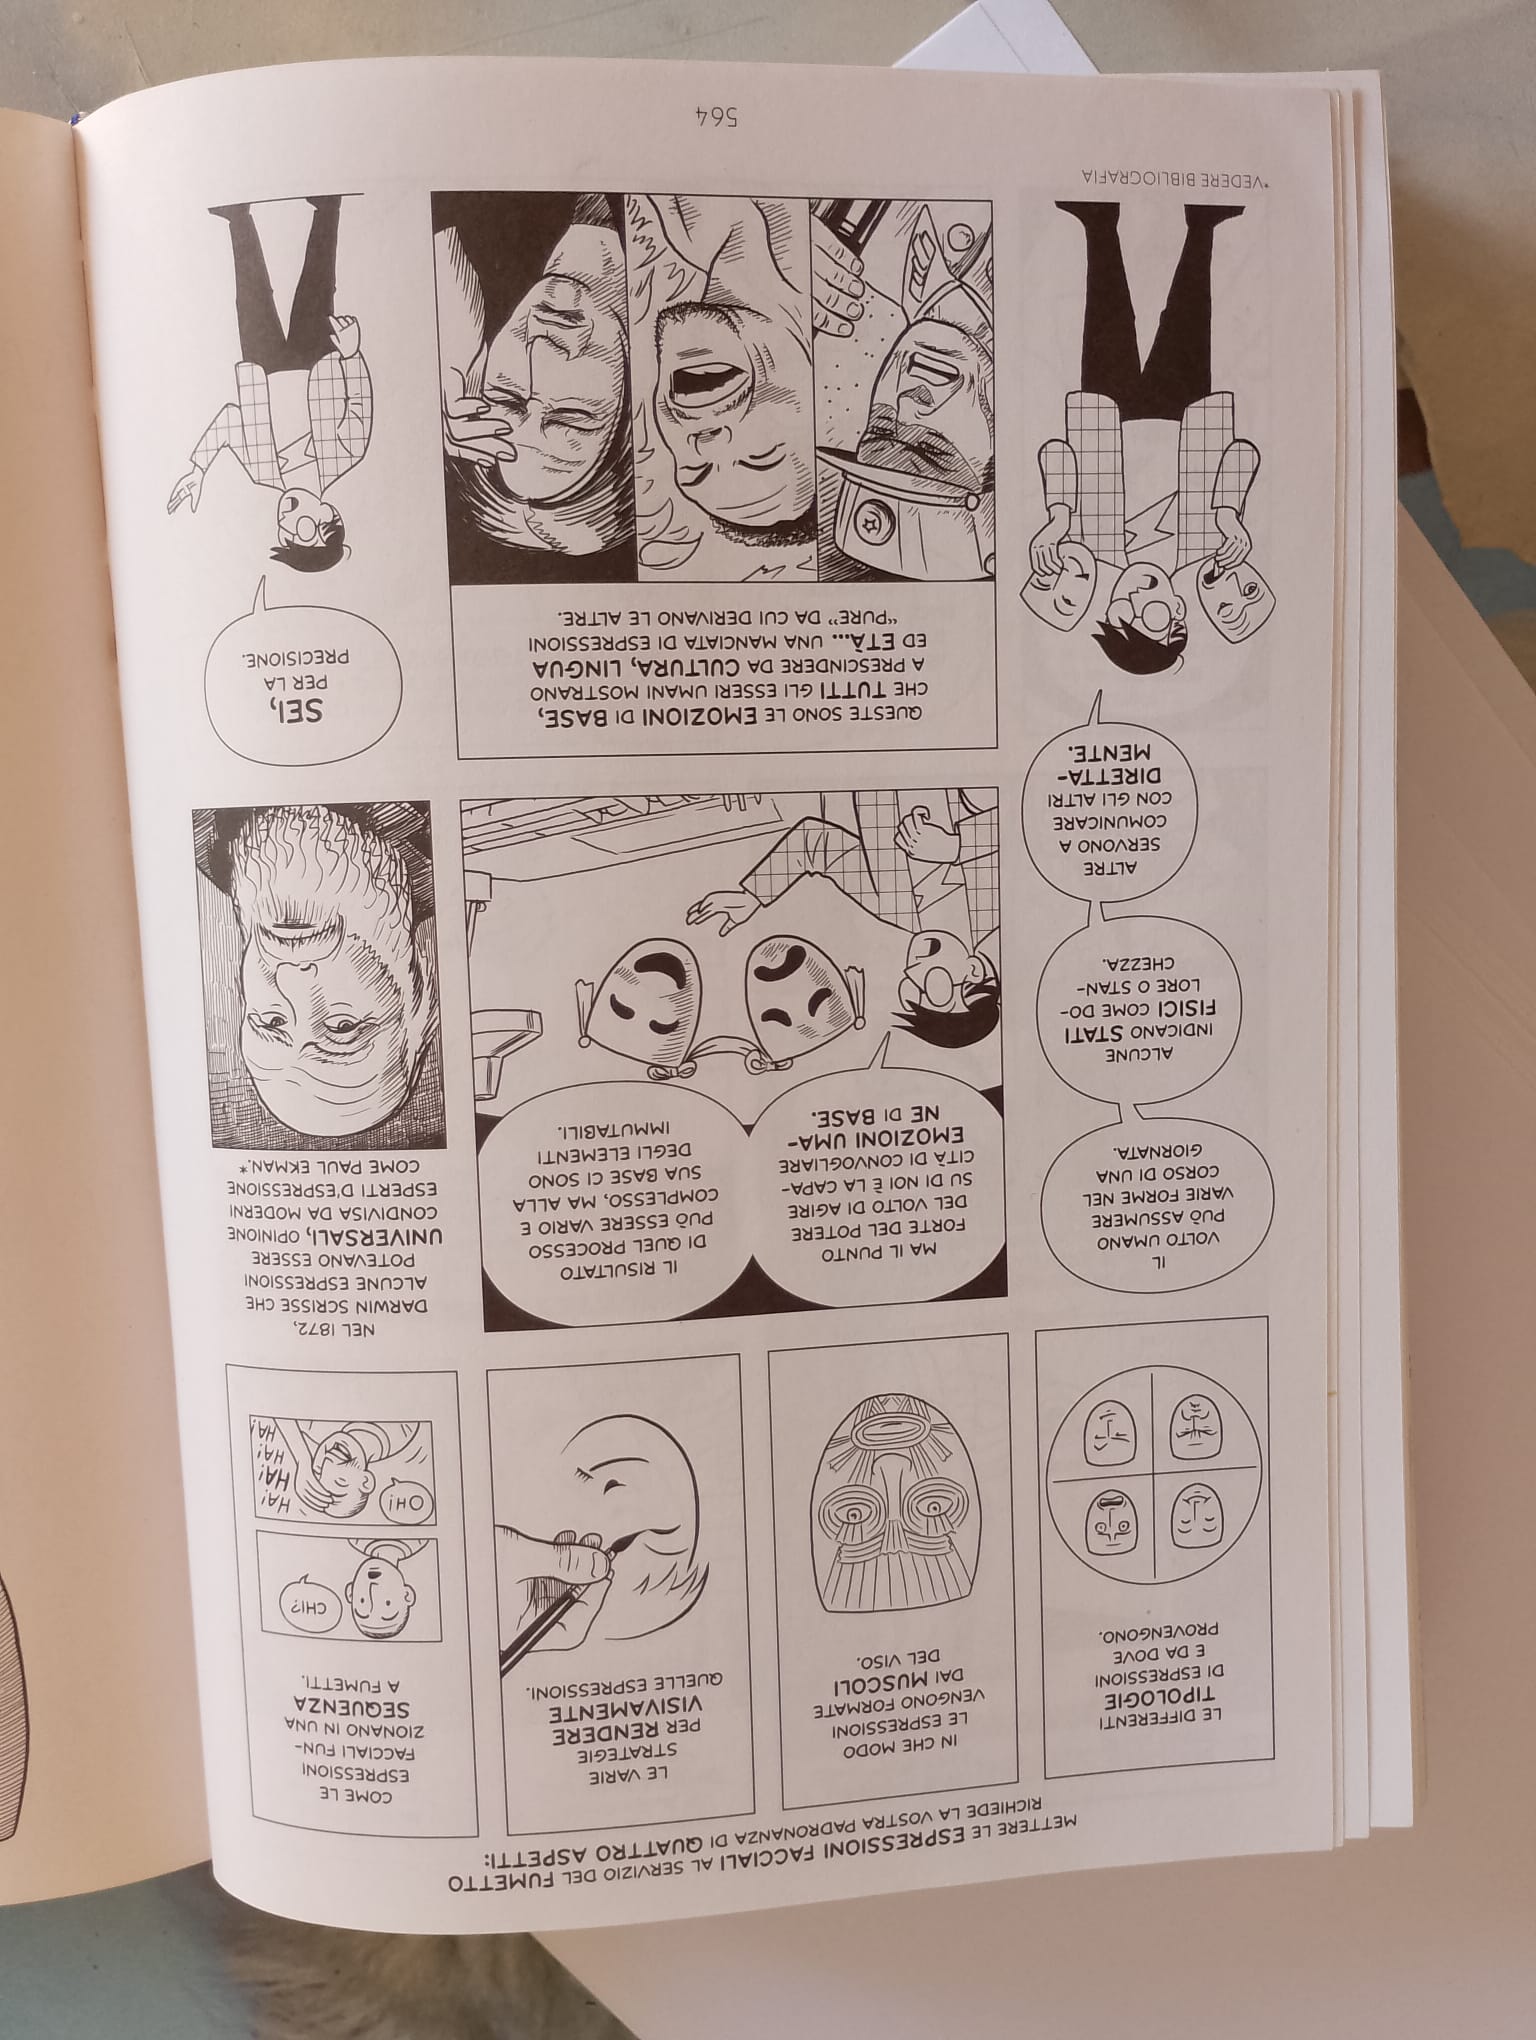 METTERE LE ESPRESSIONI FACCIALI AL SERVIZIO DEL FUMETTO
RICHIEDE LA VOSTRA PADRONANZA DI QUATTRO ASPETTI:
LE DIFFERENTI
TIPOLOGIE
DI ESPRESSIONI
E DA DOVE
PROVENGONO.
IN CHE MODO
LE ESPRESSIONI
VENGONO FORMATE
DAI MUSCOLI
DEL VISO.
LE VARIE
STRATEGIE
PER RENDERE
VISIVAMENTE
QUELLE ESPRESSIONI.
COME LE
ESPRESSIONI
FACCIALI FUN-
ZIONANO IN UNA
SEQUENZA
A FUMETTI.
CHI?
OH!
HA!
HA!
HA!
HA!
IL
VOLTO UMANO
PUÒ ASSUMERE
VARIE FORME NEL
CORSO DI UNA
GIORNATA.
ALCUNE
INDICANO STATI
FISICI COME DO-
LORE O STAN-
CHEZZA.
ALTRE
SERVONO A
COMUNICARE
CON GLI ALTRI
DIRETTA-
MENTE.
MA IL PUNTO
FORTE DEL POTERE
DEL VOLTO DI AGIRE
SU DI NOI È LA CAPA-
CITÀ DI CONVOGLIARE
EMOZIONI UMA-
NE DI BASE.
IL RISULTATO
DI QUEL PROCESSO
PUÒ ESSERE VARIO E
COMPLESSO, MA ALLA
SUA BASE CI SONO
DEGLI ELEMENTI
IMMUTABILI.
NEL 1872,
DARWIN SCRISSE CHE
ALCUNE ESPRESSIONI
POTEVANO ESSERE
UNIVERSALI, OPINIONE
CONDIVISA DA MODERNI
ESPERTI D'ESPRESSIONE
COME PAUL EKMAN.*
QUESTE SONO LE EMOZIONI DI BASE,
CHE TUTTI GLI ESSERI UMANI MOSTRANO
A PRESCINDERE DA CULTURA, LINGUA
ED ETÀ... UNA MANCIATA DI ESPRESSIONI
“PURE” DA CUI DERIVANO LE ALTRE.
SEI,
PER LA
PRECISIONE.
*VEDERE BIBLIOGRAFIA
564